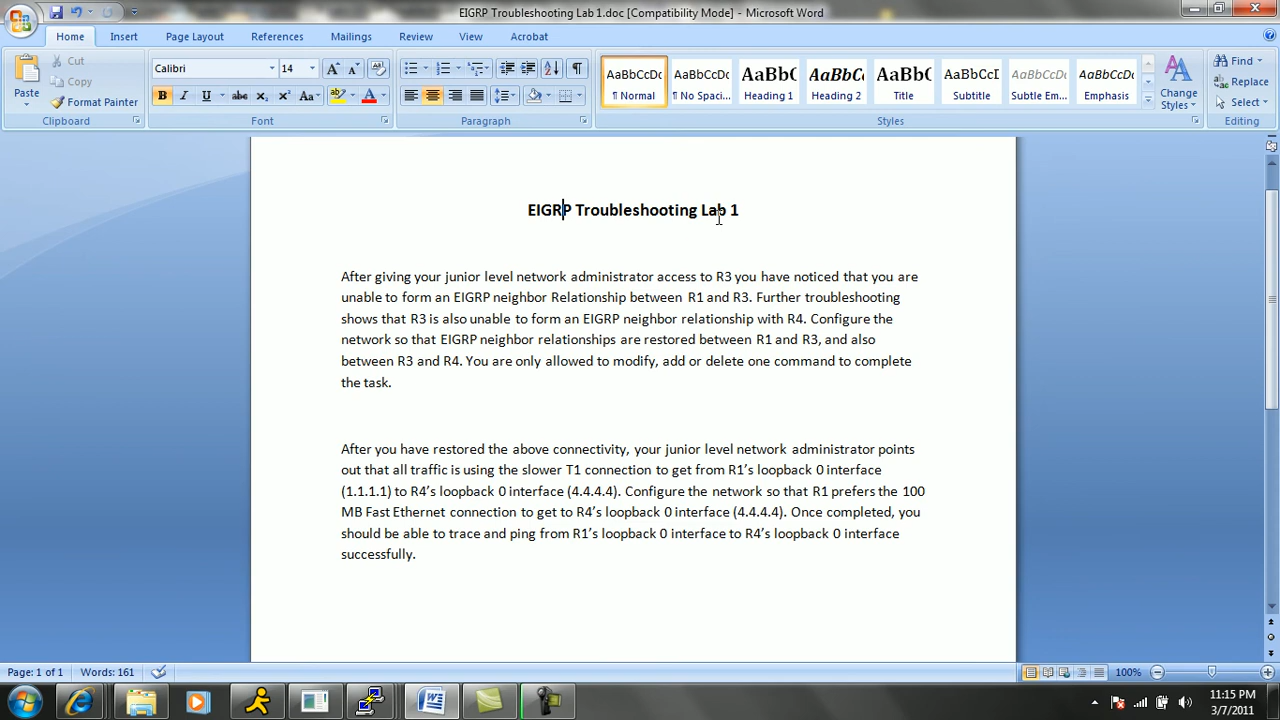 EIGRP Troubleshooting Lab 1.doc [Compatibility Mode] - Microsoft Word
Home Insert Page Layout References Mailings Review View Acrobat
Paste
Cut
Copy
Format Painter
Clipboard
Calibri 14
B I U abc x₂ x² Aa
Font
Paragraph
AaBbCcDc AaBbCcDc AaBbC AaBbC AaBbC AaBbCcI AaBbCcDc AaBbCcDc
¶ Normal ¶ No Spaci... Heading 1 Heading 2 Title Subtitle Subtle Em... Emphasis
Styles
Change Styles
Find
Replace
Select
Editing
EIGRP Troubleshooting Lab 1
After giving your junior level network administrator access to R3 you have noticed that you are
unable to form an EIGRP neighbor Relationship between R1 and R3. Further troubleshooting
shows that R3 is also unable to form an EIGRP neighbor relationship with R4. Configure the
network so that EIGRP neighbor relationships are restored between R1 and R3, and also
between R3 and R4. You are only allowed to modify, add or delete one command to complete
the task.
After you have restored the above connectivity, your junior level network administrator points
out that all traffic is using the slower T1 connection to get from R1's loopback 0 interface
(1.1.1.1) to R4's loopback 0 interface (4.4.4.4). Configure the network so that R1 prefers the 100
MB Fast Ethernet connection to get to R4's loopback 0 interface (4.4.4.4). Once completed, you
should be able to trace and ping from R1's loopback 0 interface to R4's loopback 0 interface
successfully.
Page: 1 of 1 Words: 161 100%
11:15 PM
3/7/2011